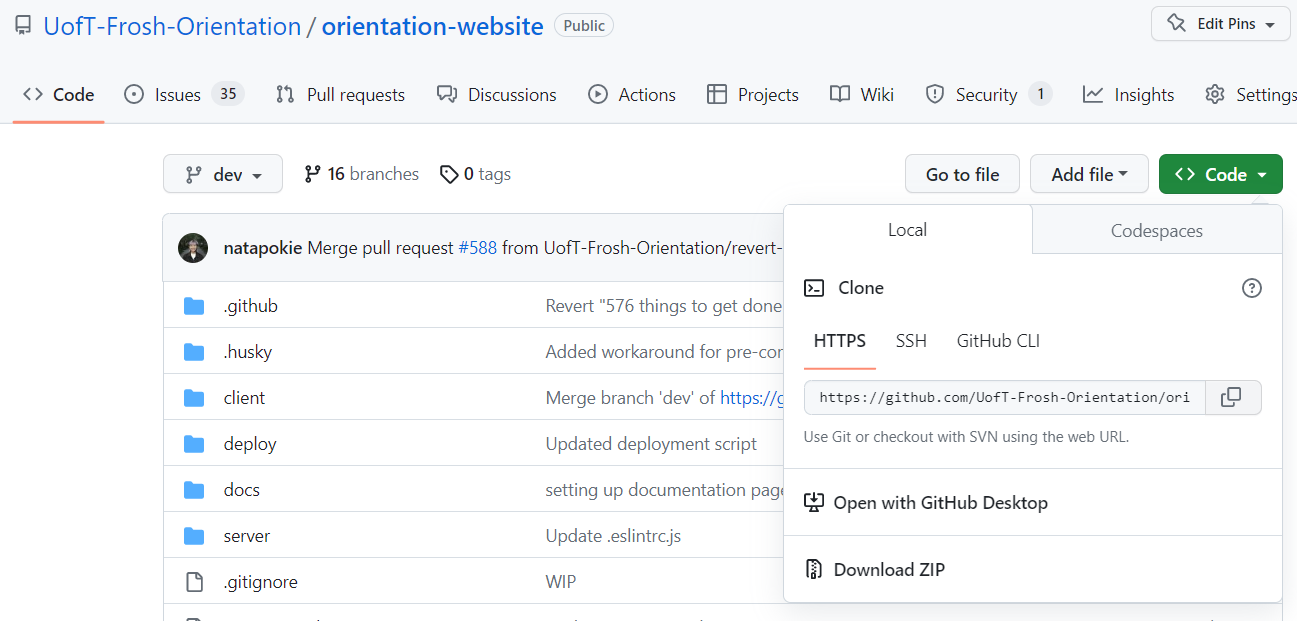 UofT-Frosh-Orientation / orientation-website Public Edit Pins
Code Issues 35 Pull requests Discussions Actions Projects Wiki Security 1 Insights Settings
dev 16 branches 0 tags Go to file Add file Code
natapokie Merge pull request #588 from UofT-Frosh-Orientation/revert-
Local Codespaces
Clone
.github Revert "576 things to get done
HTTPS SSH GitHub CLI
.husky Added workaround for pre-cor
client Merge branch 'dev' of https://g
https://github.com/UofT-Frosh-Orientation/ori
Use Git or checkout with SVN using the web URL.
deploy Updated deployment script
docs setting up documentation page
Open with GitHub Desktop
server Update .eslintrc.js
Download ZIP
.gitignore WIP